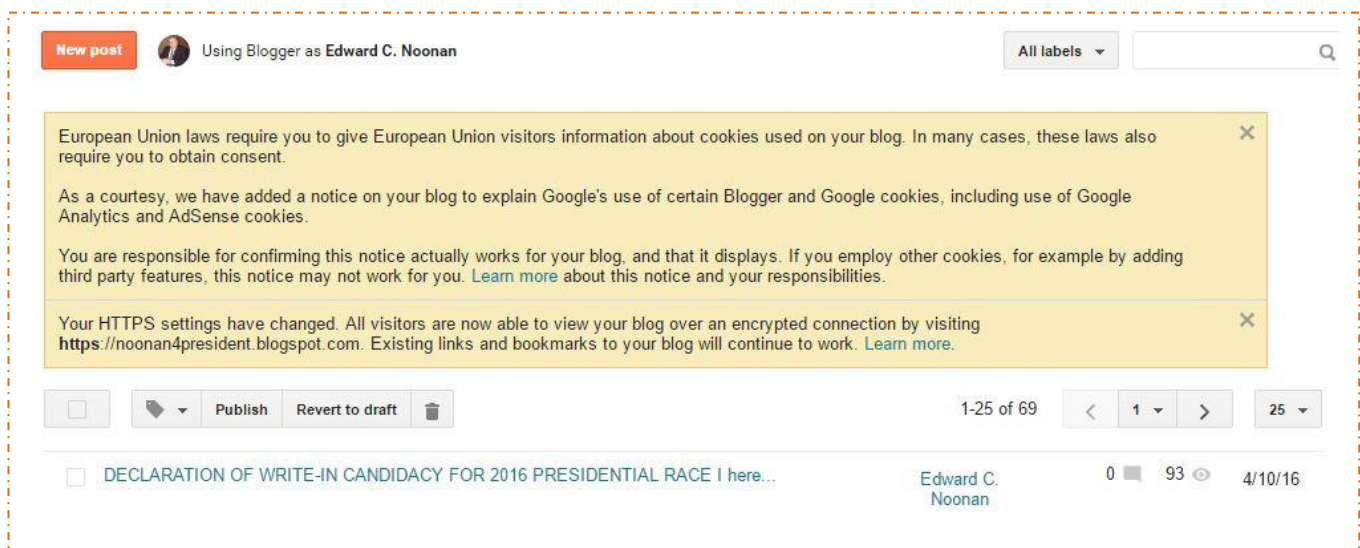 New post
Using Blogger as Edward C. Noonan
All labels
European Union laws require you to give European Union visitors information about cookies used on your blog. In many cases, these laws also
require you to obtain consent.
As a courtesy, we have added a notice on your blog to explain Google's use of certain Blogger and Google cookies, including use of Google
Analytics and AdSense cookies.
You are responsible for confirming this notice actually works for your blog, and that it displays. If you employ other cookies, for example by adding
third party features, this notice may not work for you. Learn more about this notice and your responsibilities.
Your HTTPS settings have changed. All visitors are now able to view your blog over an encrypted connection by visiting
https://noonan4president.blogspot.com. Existing links and bookmarks to your blog will continue to work. Learn more.
Publish Revert to draft 1-25 of 69 1 25
DECLARATION OF WRITE-IN CANDIDACY FOR 2016 PRESIDENTIAL RACE I here... Edward C. 0 93 4/10/16
Noonan